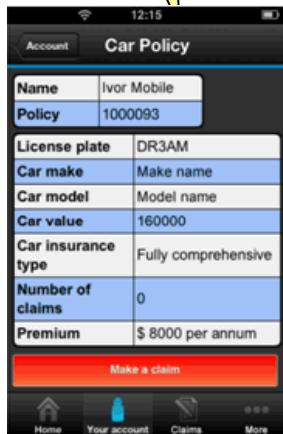 12:15
Account Car Policy
Name Ivor Mobile
Policy 1000093
License plate DR3AM
Car make Make name
Car model Model name
Car value 160000
Car insurance
type Fully comprehensive
Number of
claims 0
Premium $ 8000 per annum
Make a claim
Home Your account Claims More